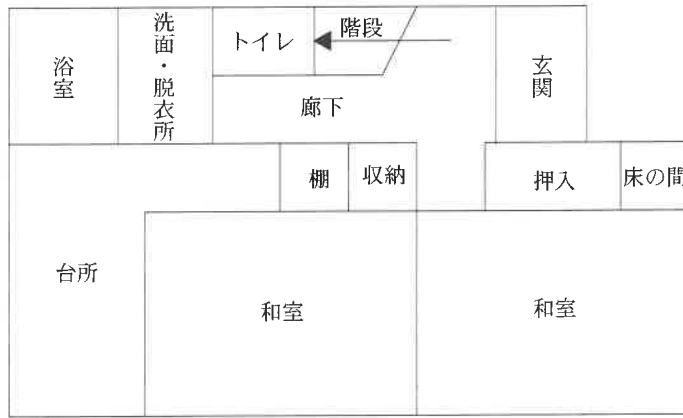 浴室
洗面・脱衣所
トイレ
階段
玄関
廊下
棚
収納
押入
床の間
台所
和室
和室